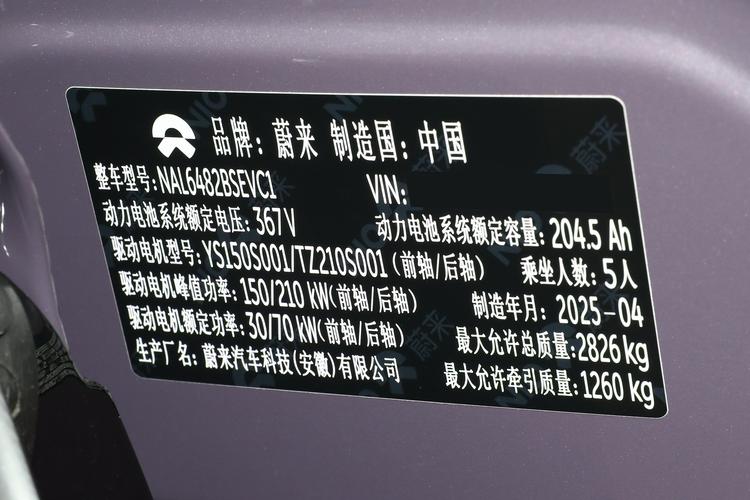 品牌：蔚来 制造国：中国
整车型号：NAL6482BSEVC1 VIN：
动力电池系统额定电压：367V 动力电池系统额定容量：204.5 Ah
驱动电机型号：YS150S001/TZ210S001（前轴/后轴） 乘坐人数：5人
驱动电机峰值功率：150/210 kW（前轴/后轴） 制造年月：2025-04
驱动电机额定功率：30/70 kW（前轴/后轴） 最大允许总质量：2826 kg
生产厂名：蔚来汽车科技（安徽）有限公司 最大允许牵引质量：1260 kg